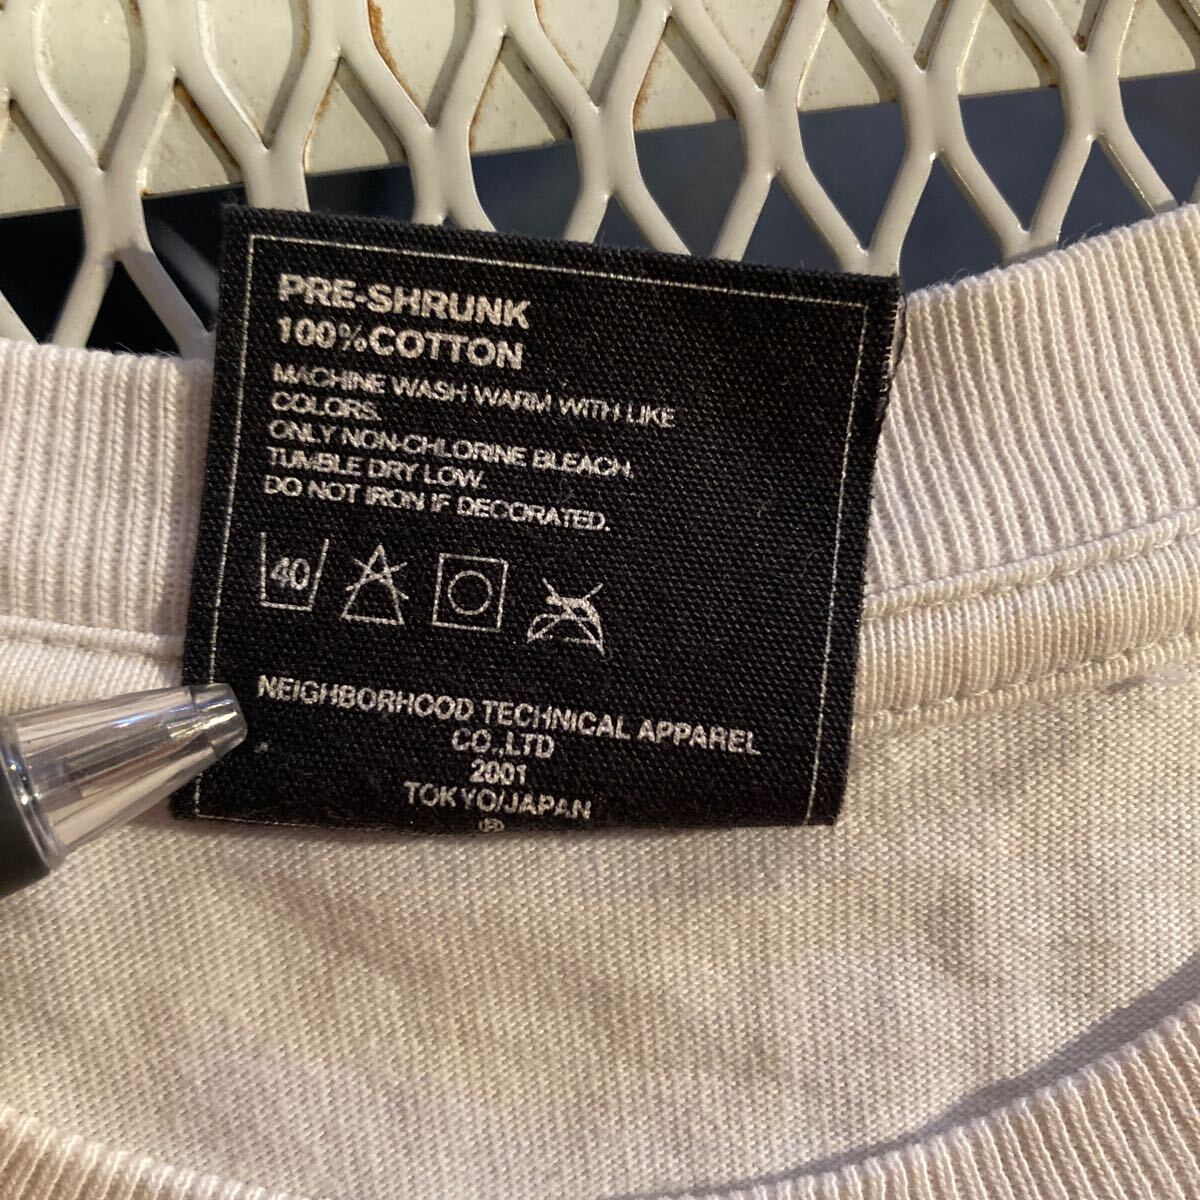 PRE-SHRUNK
100%COTTON
MACHINE WASH WARM WITH LIKE
COLORS.
ONLY NON-CHLORINE BLEACH.
TUMBLE DRY LOW.
DO NOT IRON IF DECORATED.
40
NEIGHBORHOOD TECHNICAL APPAREL
CO.,LTD
2001
TOKYO/JAPAN